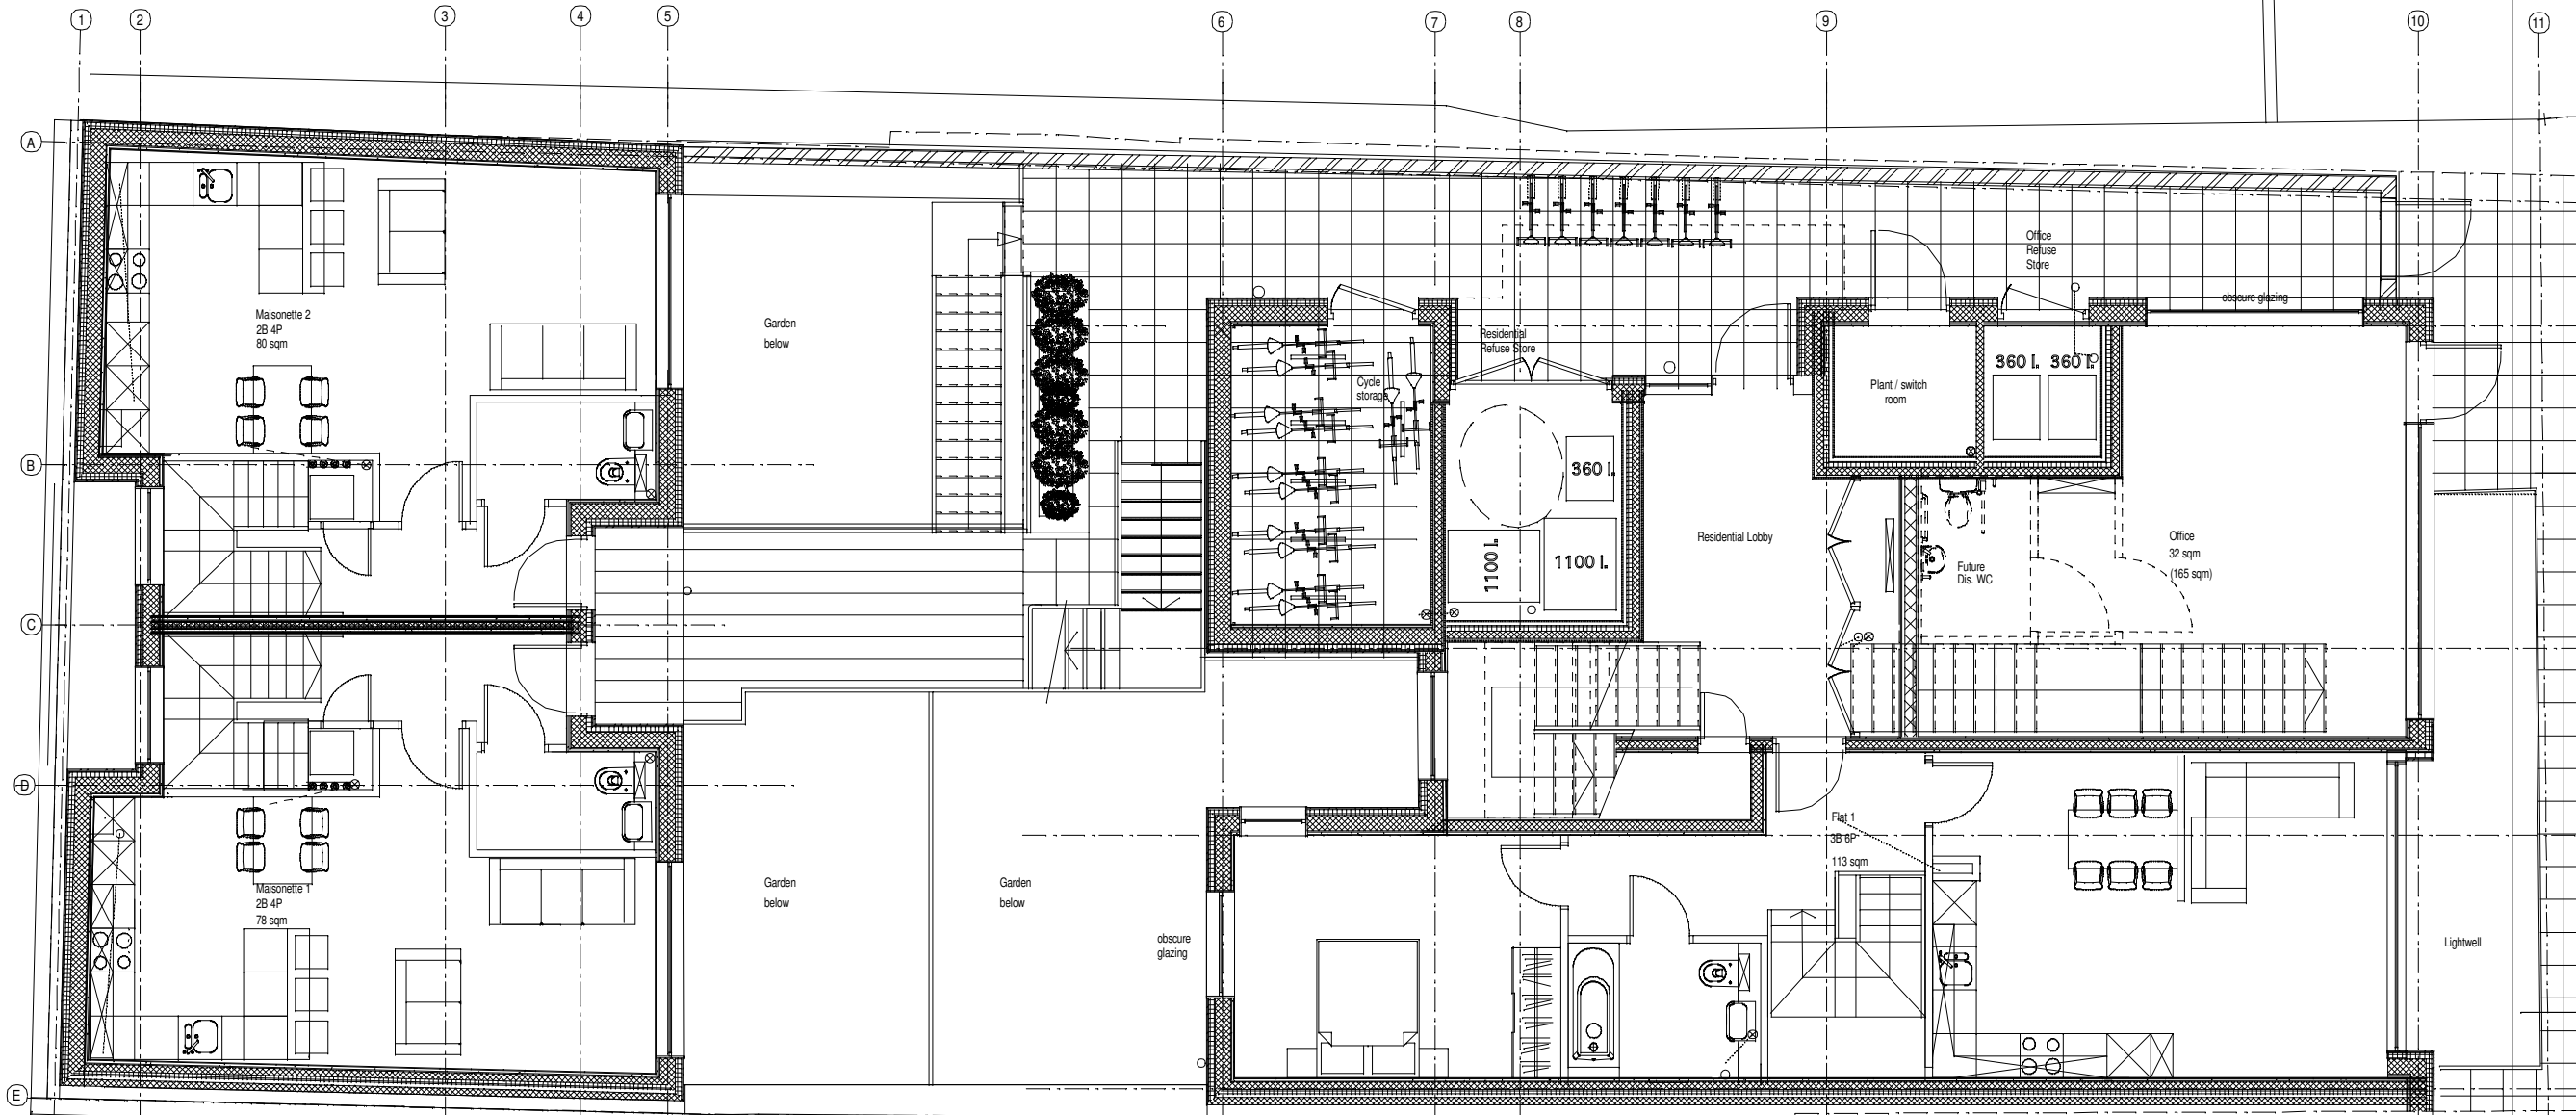 1 2 3 4 5 6 7 8 9 10 11
A
B
C
D
E
Maisonette 2
2B 4P
80 sqm
Garden
below
Cycle
storage
Residential
Refuse Store
360 l.
1100 l.
1100 l.
Residential Lobby
Plant / switch
room
360 l. 360 l.
Office
Refuse
Store
obscure glazing
Future
Dis. WC
Office
32 sqm
(165 sqm)
Maisonette 1
2B 4P
78 sqm
Garden
below
Garden
below
obscure
glazing
Flat 1
3B 6P
113 sqm
Lightwell